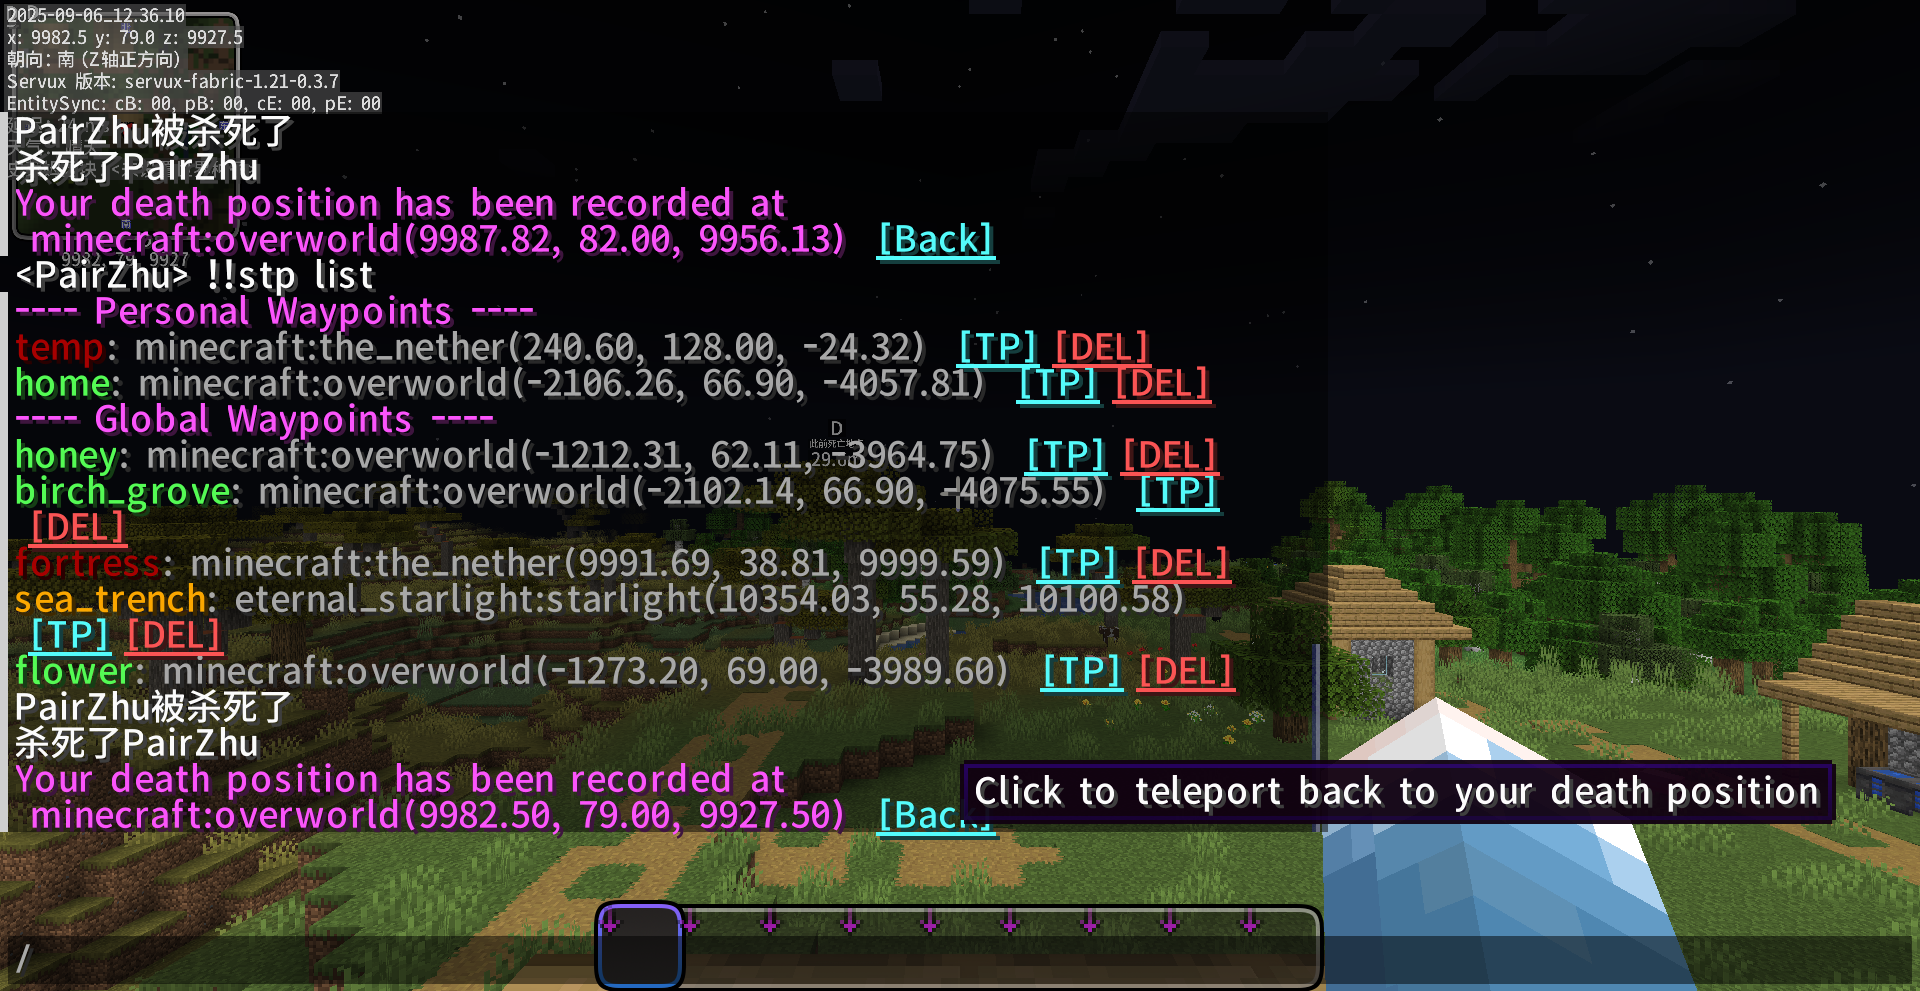 2025-09-06_12.36.10
x: 9982.5 y: 79.0 z: 9927.5
朝向: 南 (Z轴正方向)
Servux 版本: servux-fabric-1.21-0.3.7
EntitySync: cB: 00, pB: 00, cE: 00, pE: 00
PairZhu被杀死了
杀死了PairZhu
Your death position has been recorded at
minecraft:overworld(9987.82, 82.00, 9956.13) [Back]
9982, 79, 9927
<PairZhu> !!stp list
---- Personal Waypoints ----
temp: minecraft:the_nether(240.60, 128.00, -24.32) [TP] [DEL]
home: minecraft:overworld(-2106.26, 66.90, -4057.81) [TP] [DEL]
---- Global Waypoints ----
D
此前死亡地点
honey: minecraft:overworld(-1212.31, 62.11, -3964.75) [TP] [DEL]
birch_grove: minecraft:overworld(-2102.14, 66.90, -4075.55) [TP]
[DEL]
fortress: minecraft:the_nether(9991.69, 38.81, 9999.59) [TP] [DEL]
sea_trench: eternal_starlight:starlight(10354.03, 55.28, 10100.58)
[TP] [DEL]
flower: minecraft:overworld(-1273.20, 69.00, -3989.60) [TP] [DEL]
PairZhu被杀死了
杀死了PairZhu
Your death position has been recorded at
minecraft:overworld(9982.50, 79.00, 9927.50) [Back]
Click to teleport back to your death position
/